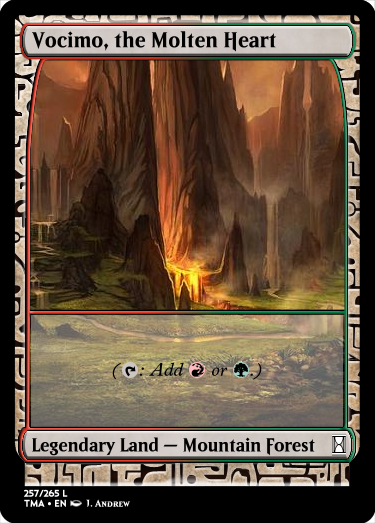 Vocimo, the Molten Heart
(: Add or .)
Legendary Land — Mountain Forest
257/265 L
TMA • EN J. Andrew